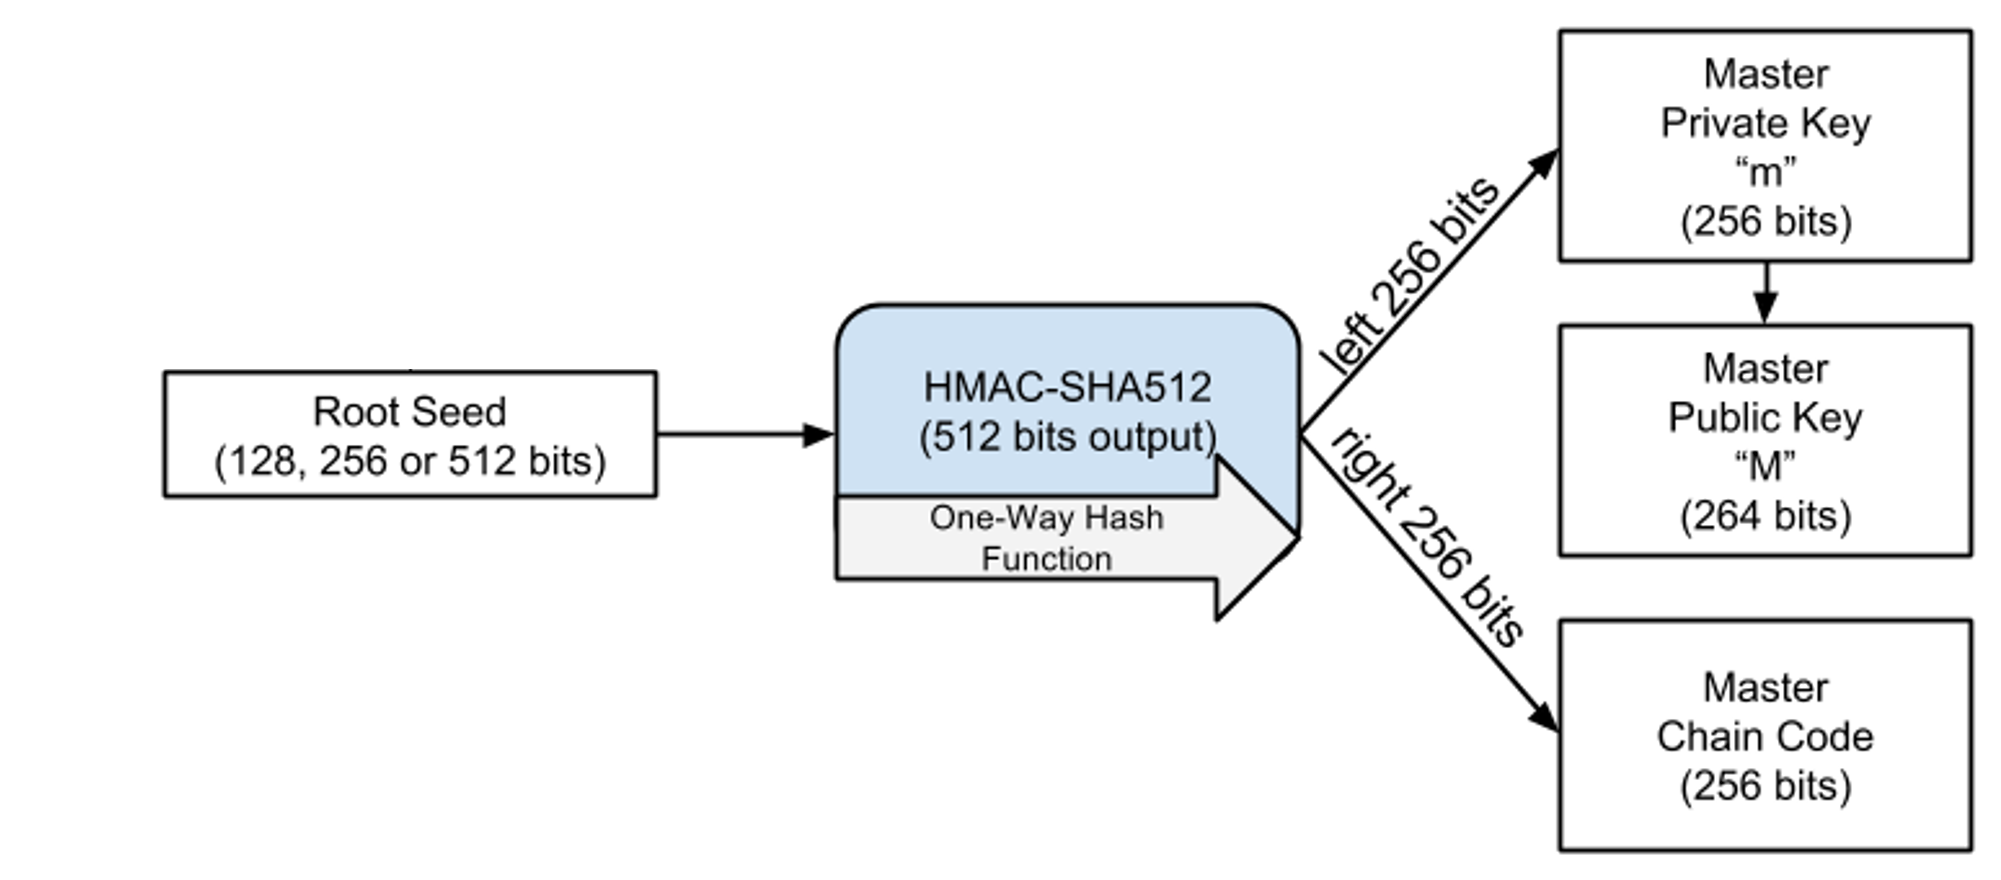 Root Seed
(128, 256 or 512 bits)
HMAC-SHA512
(512 bits output)
One-Way Hash
Function
left 256 bits
right 256 bits
Master
Private Key
“m”
(256 bits)
Master
Public Key
“M”
(264 bits)
Master
Chain Code
(256 bits)